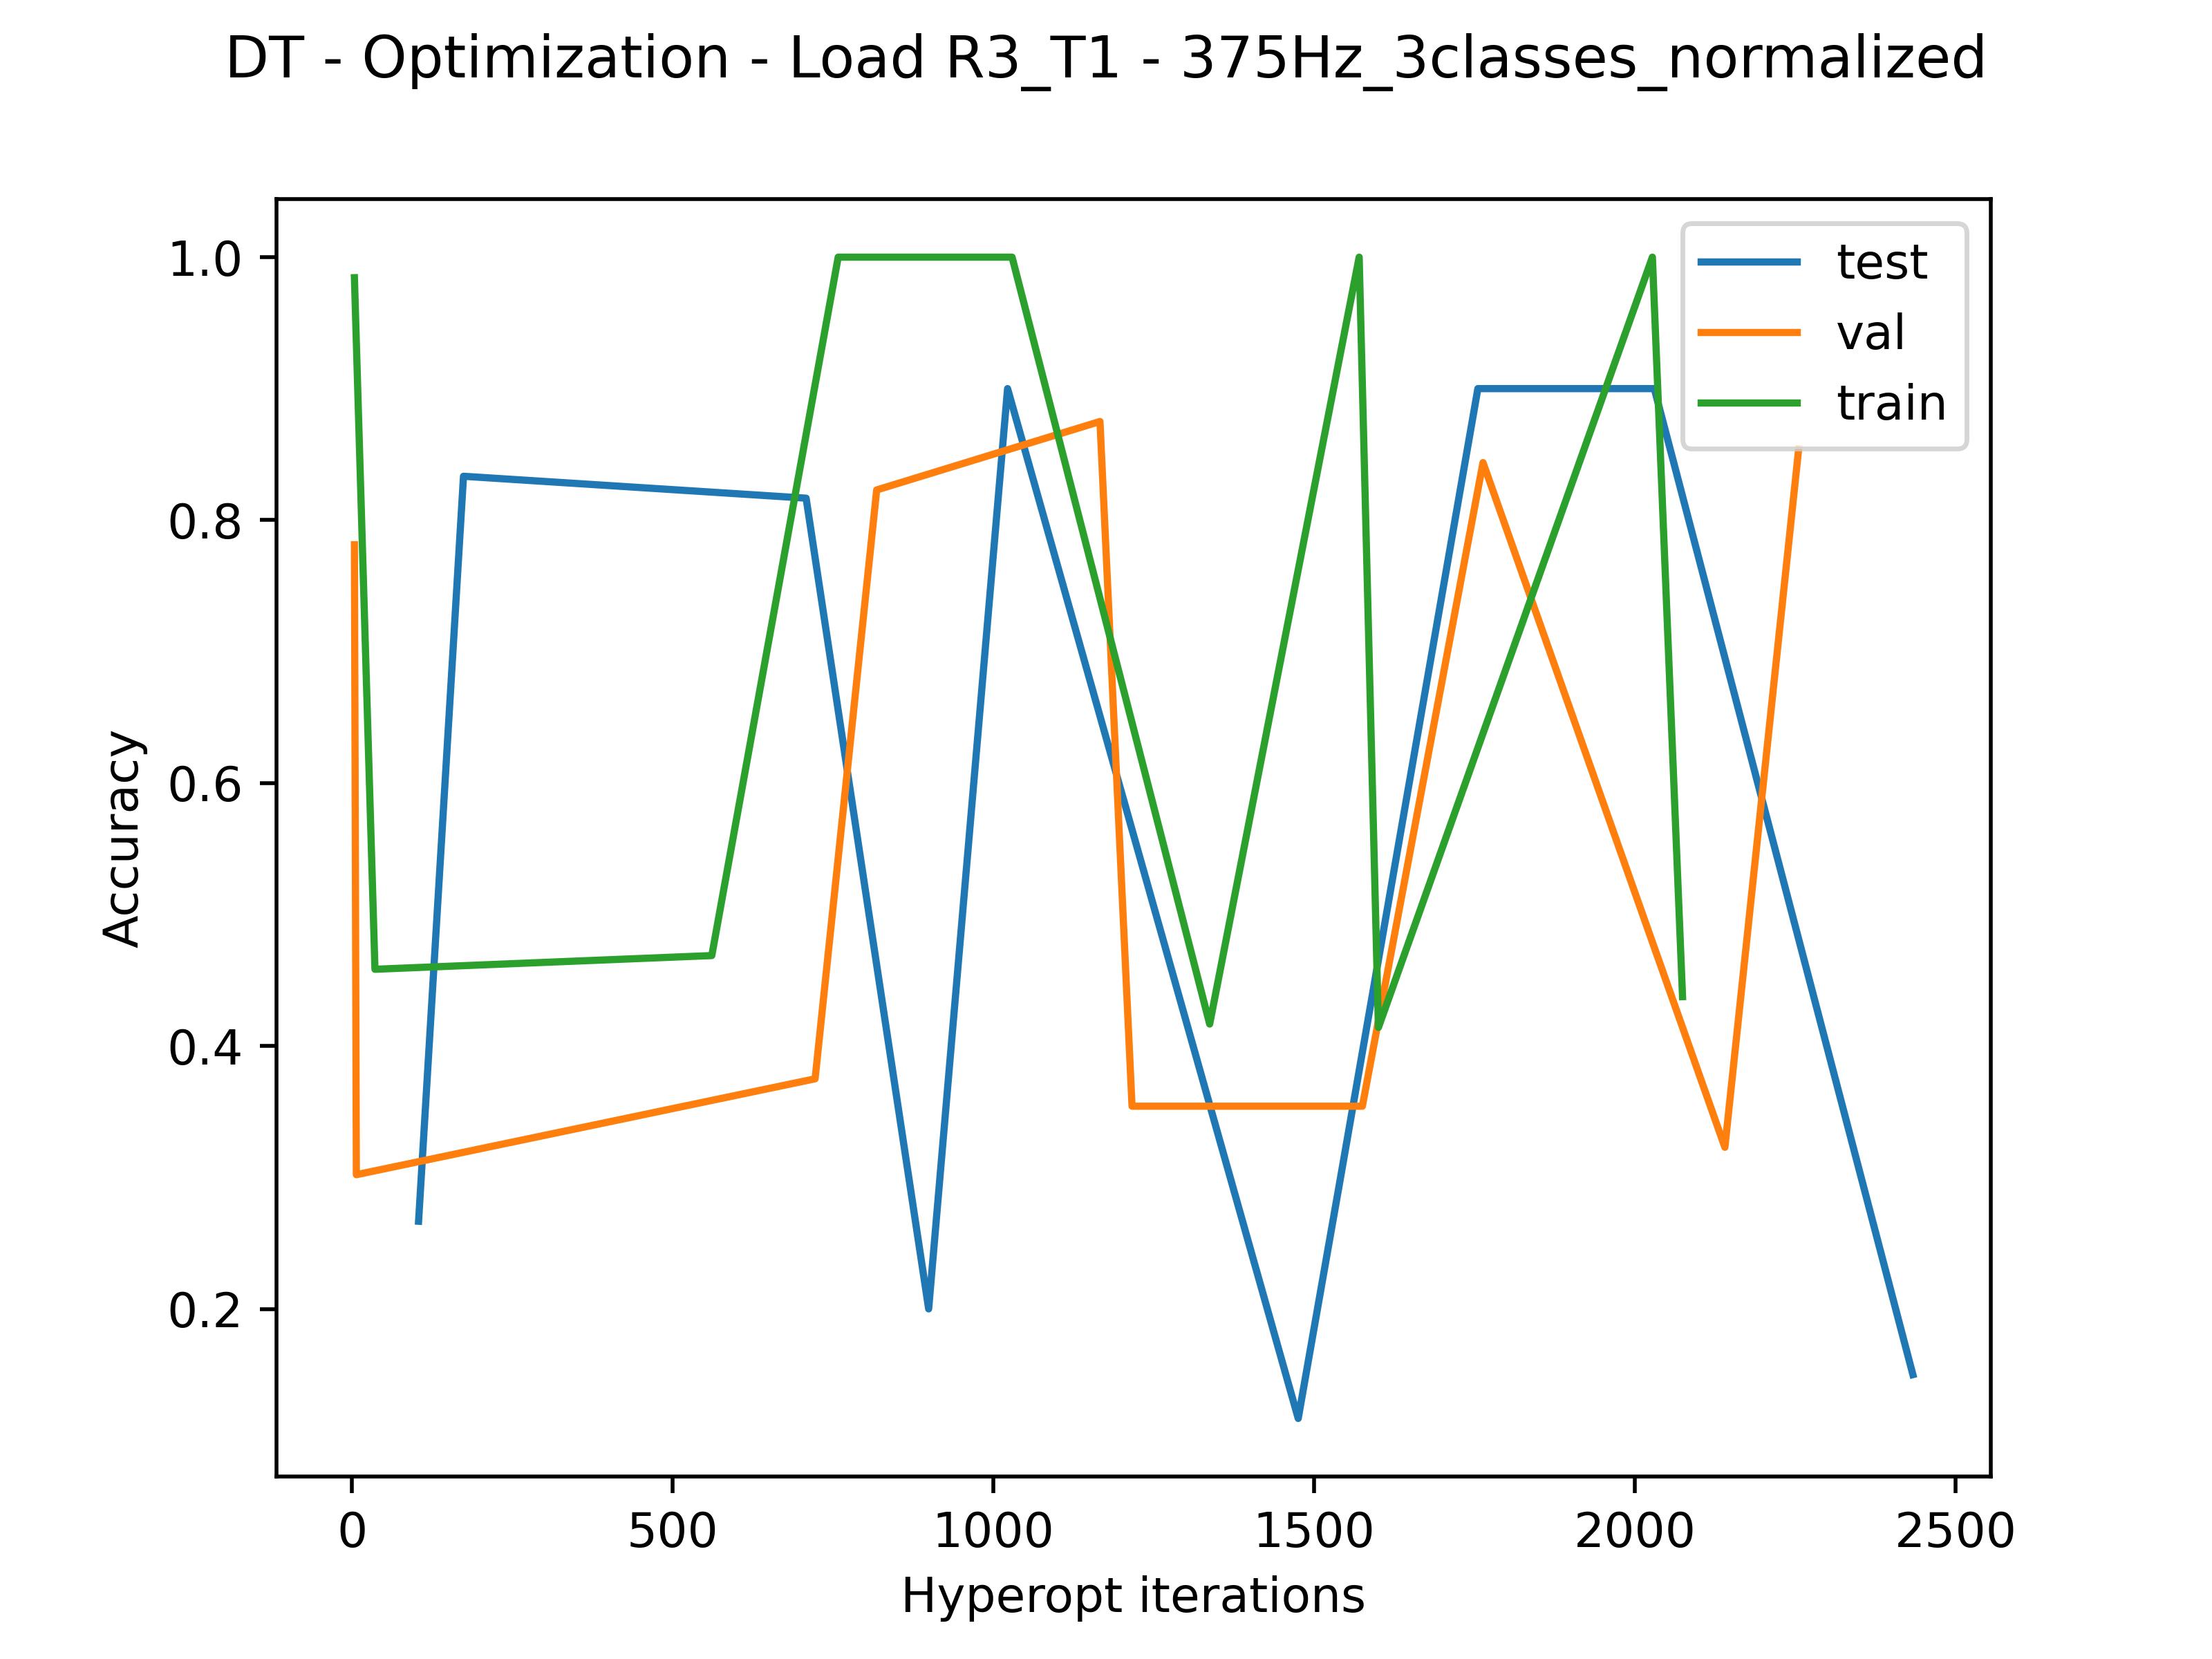 DT - Optimization - Load R3_T1 - 375Hz_3classes_normalized
1.0
0.8
0.6
0.4
0.2
Accuracy
test
val
train
0 500 1000 1500 2000 2500
Hyperopt iterations